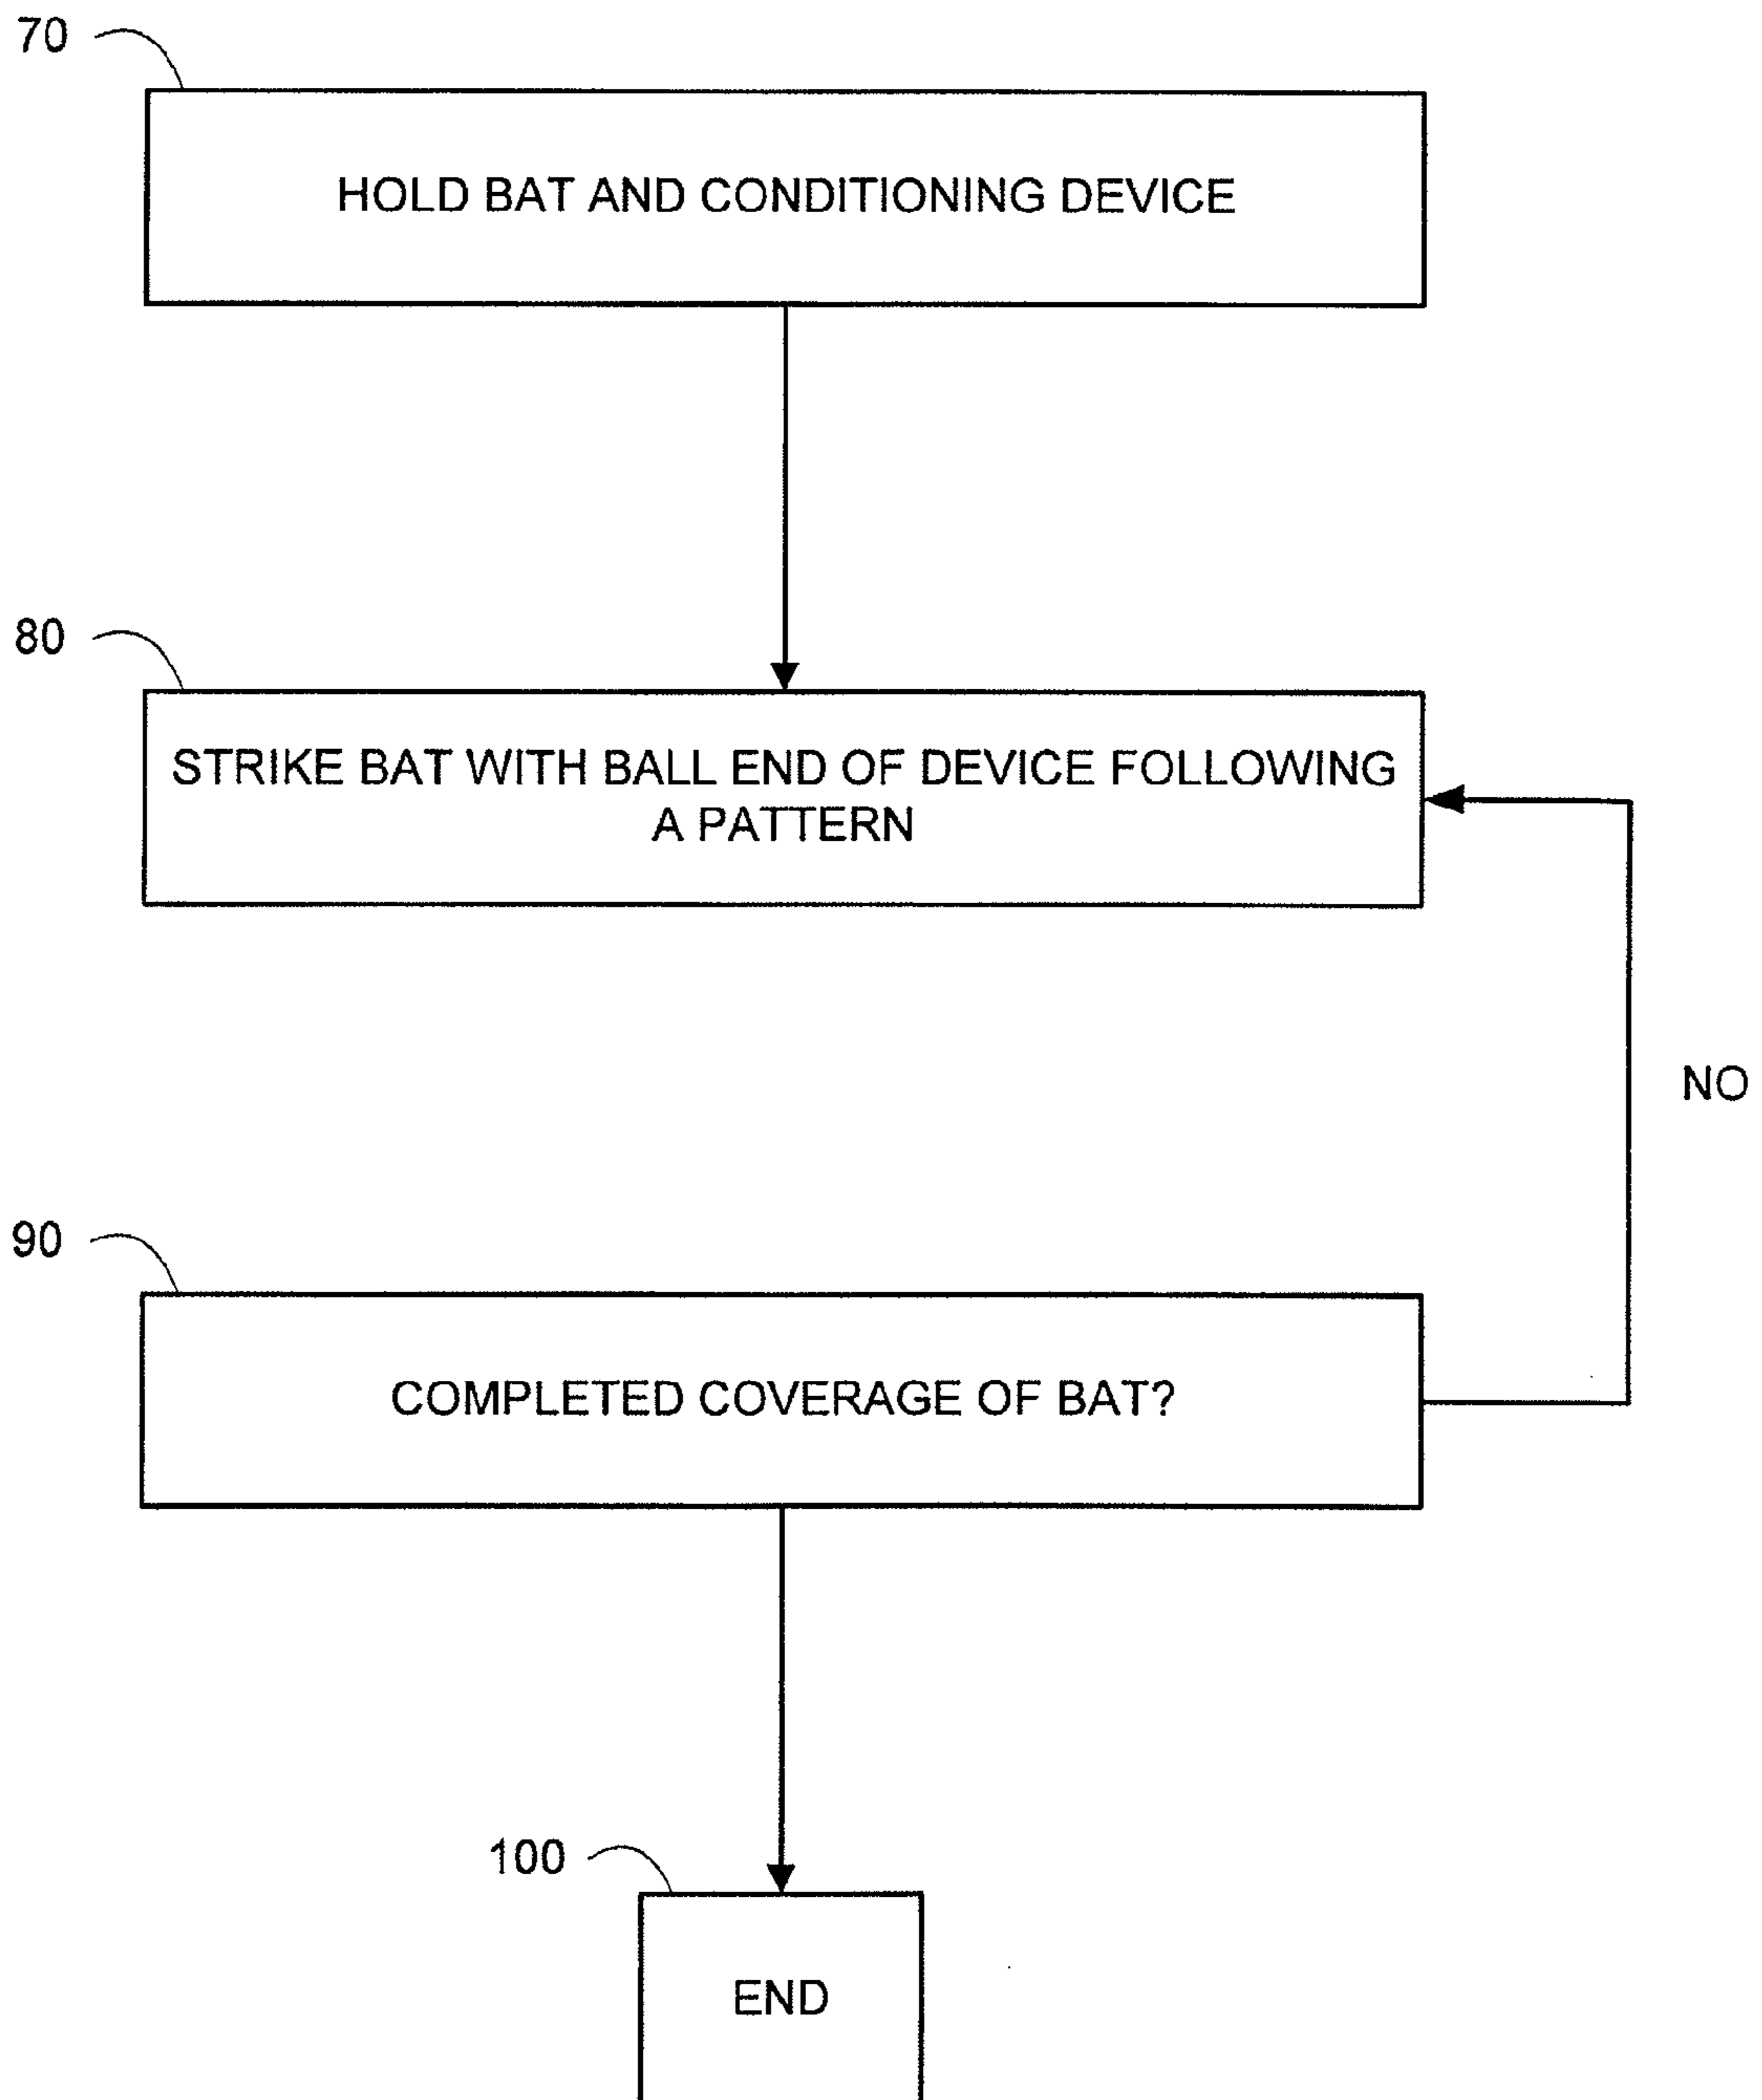 70
HOLD BAT AND CONDITIONING DEVICE
80
STRIKE BAT WITH BALL END OF DEVICE FOLLOWING
A PATTERN
NO
90
COMPLETED COVERAGE OF BAT?
100
END